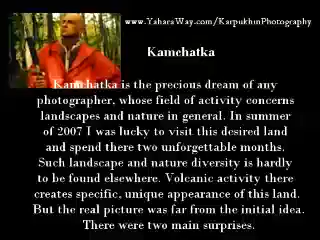 www.YaharaWay.com/KarpukhinPhotography
Kamchatka
Kamchatka is the precious dream of any
photographer, whose field of activity concerns
landscapes and nature in general. In summer
of 2007 I was lucky to visit this desired land
and spend there two unforgettable months.
Such landscape and nature diversity is hardly
to be found elsewhere. Volcanic activity there
creates specific, unique appearance of this land.
But the real picture was far from the initial idea.
There were two main surprises.